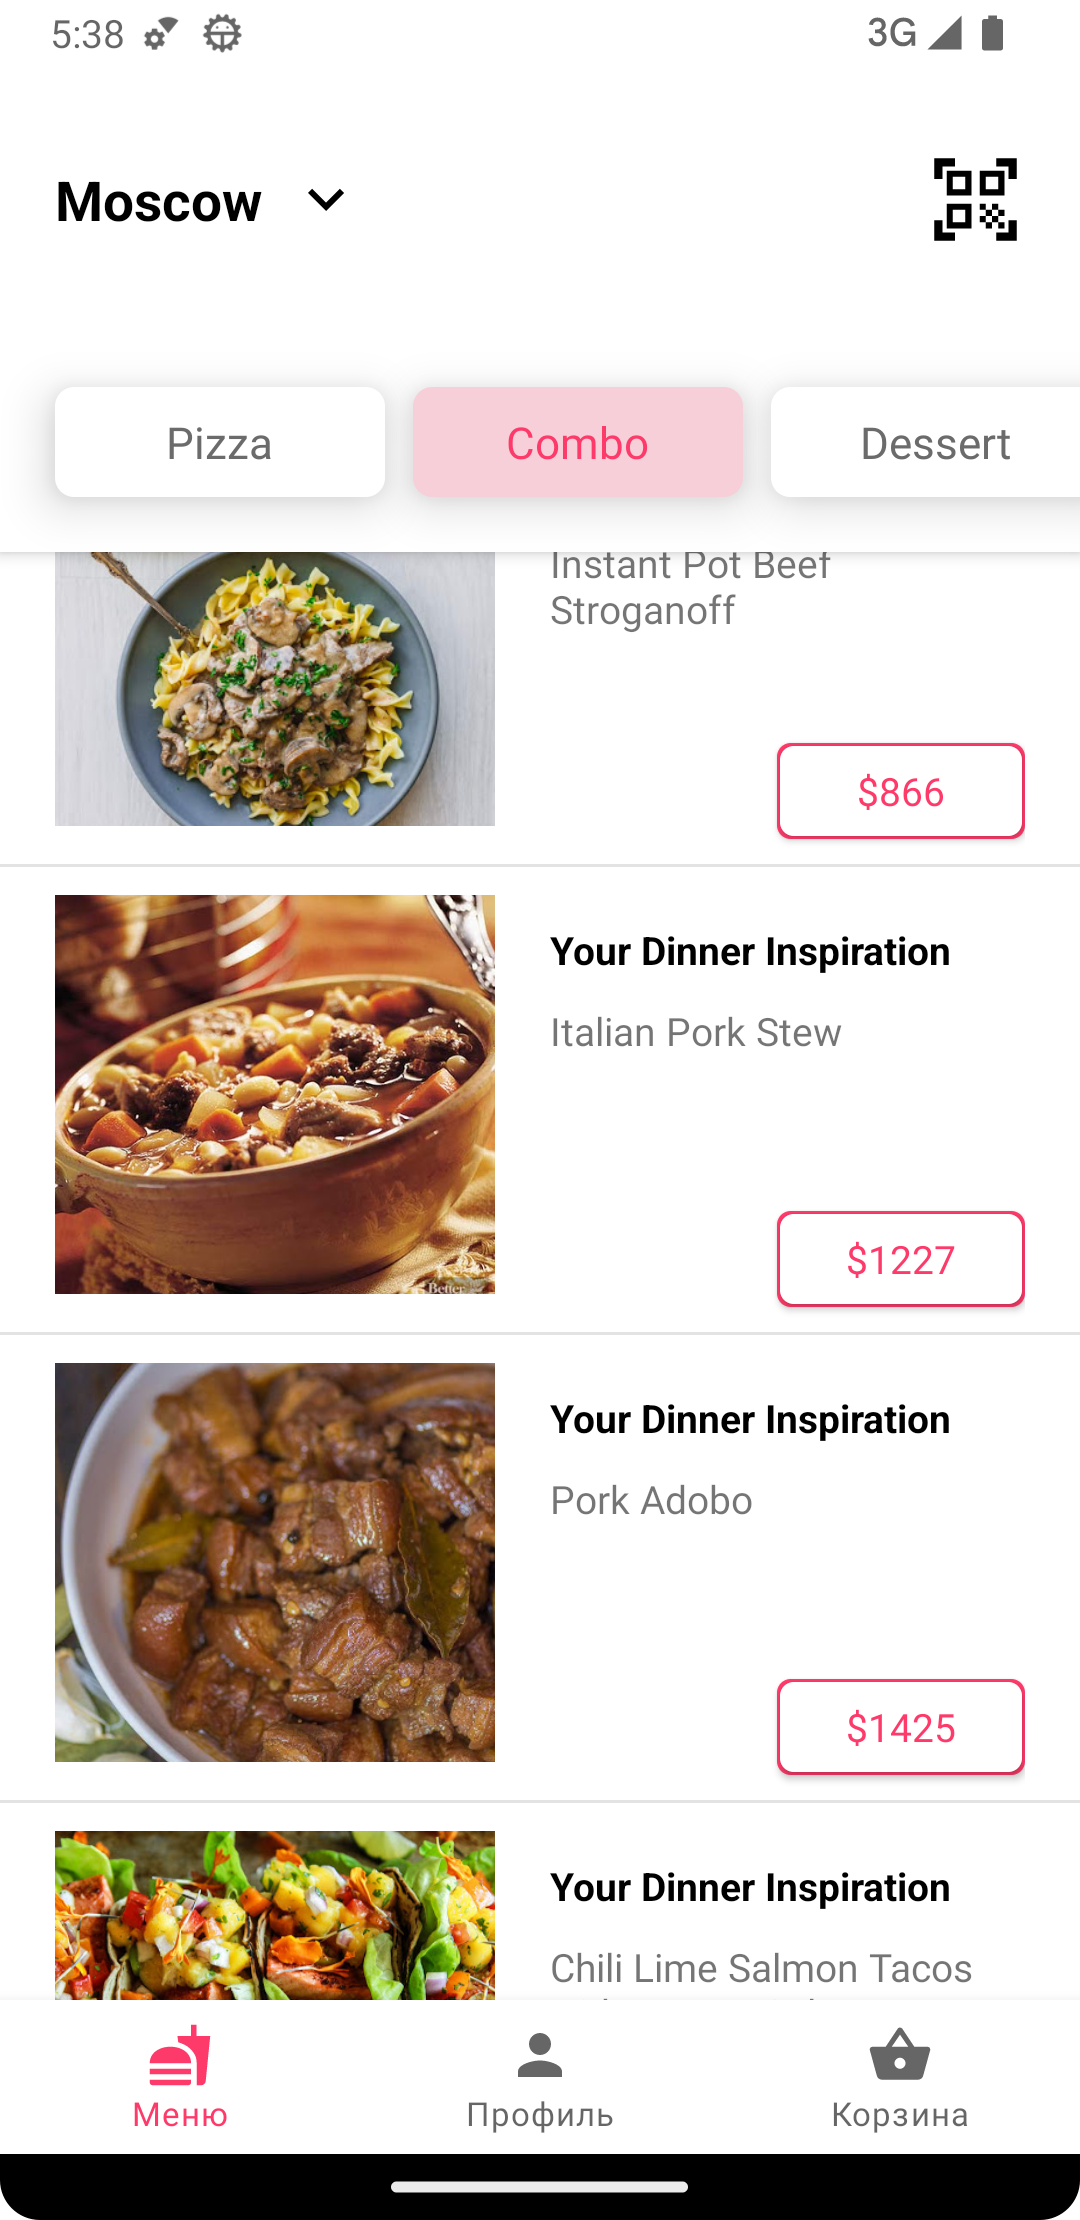 5:38
3G
Moscow
Pizza
Combo
Dessert
Instant Pot Beef
Stroganoff
$866
Your Dinner Inspiration
Italian Pork Stew
Better
$1227
Your Dinner Inspiration
Pork Adobo
$1425
Your Dinner Inspiration
Chili Lime Salmon Tacos
Меню
Профиль
Корзина